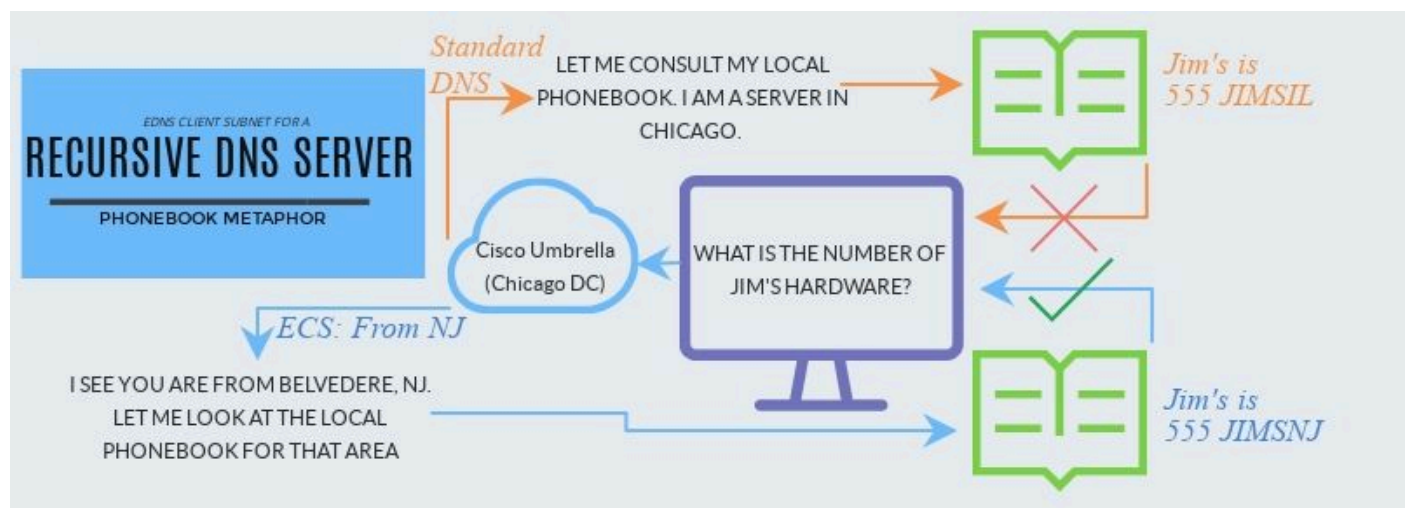 EDNS CLIENT SUBNET FOR A
RECURSIVE DNS SERVER
PHONEBOOK METAPHOR
Standard
DNS
LET ME CONSULT MY LOCAL
PHONEBOOK. I AM A SERVER IN
CHICAGO.
Jim's is
555 JIMSIL
Cisco Umbrella
(Chicago DC)
WHAT IS THE NUMBER OF
JIM'S HARDWARE?
ECS: From NJ
I SEE YOU ARE FROM BELVEDERE, NJ.
LET ME LOOK AT THE LOCAL
PHONEBOOK FOR THAT AREA
Jim's is
555 JIMSNJ